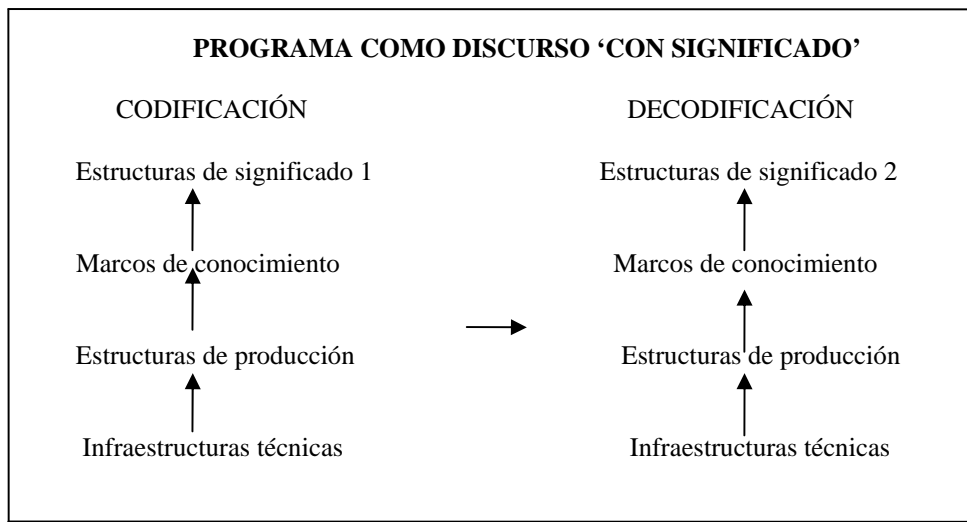 PROGRAMA COMO DISCURSO ‘CON SIGNIFICADO’
CODIFICACIÓN DECODIFICACIÓN
Estructuras de significado 1 Estructuras de significado 2
Marcos de conocimiento Marcos de conocimiento
Estructuras de producción Estructuras de producción
Infraestructuras técnicas Infraestructuras técnicas